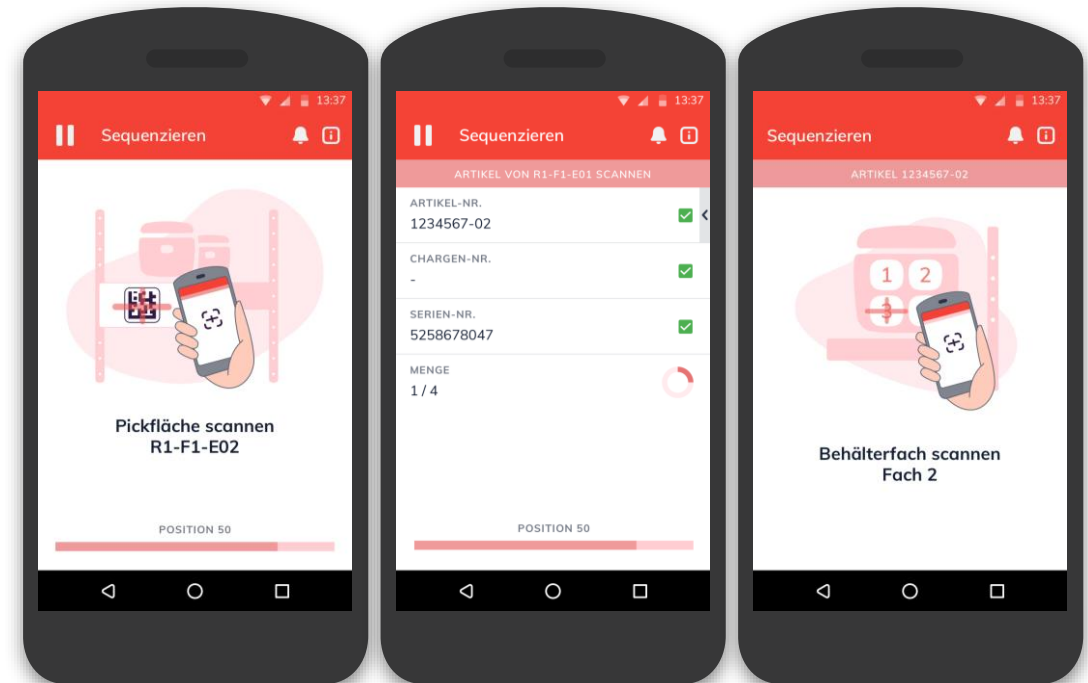 13:37
Sequenzieren
Pickfläche scannen
R1-F1-E02
POSITION 50
13:37
Sequenzieren
ARTIKEL VON R1-F1-E01 SCANNEN
ARTIKEL-NR.
1234567-02
CHARGEN-NR.
-
SERIEN-NR.
5258678047
MENGE
1 / 4
POSITION 50
13:37
Sequenzieren
ARTIKEL 1234567-02
1 2
3
Behälterfach scannen
Fach 2